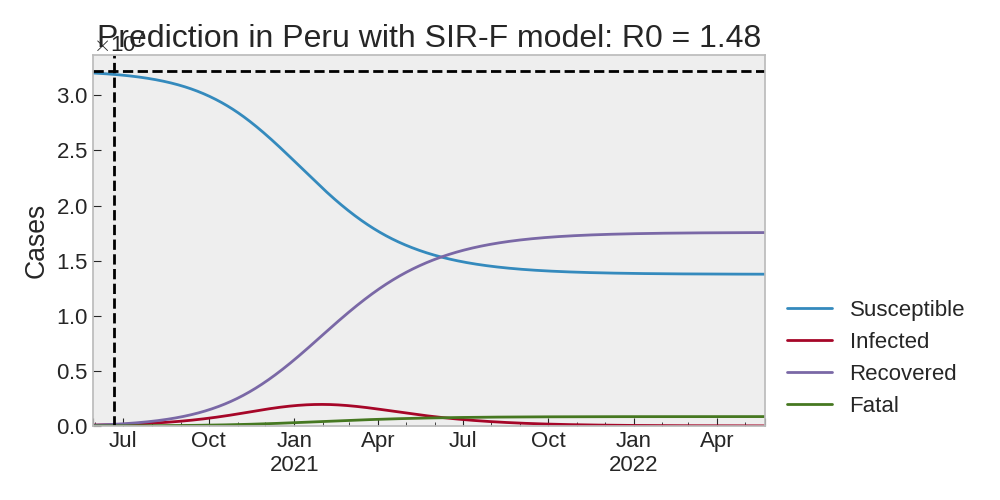 Prediction in Peru with SIR-F model: R0 = 1.48
×10
Cases
3.0
2.5
2.0
1.5
1.0
0.5
0.0
Jul Oct Jan Apr Jul Oct Jan Apr
2021 2022
Susceptible
Infected
Recovered
Fatal